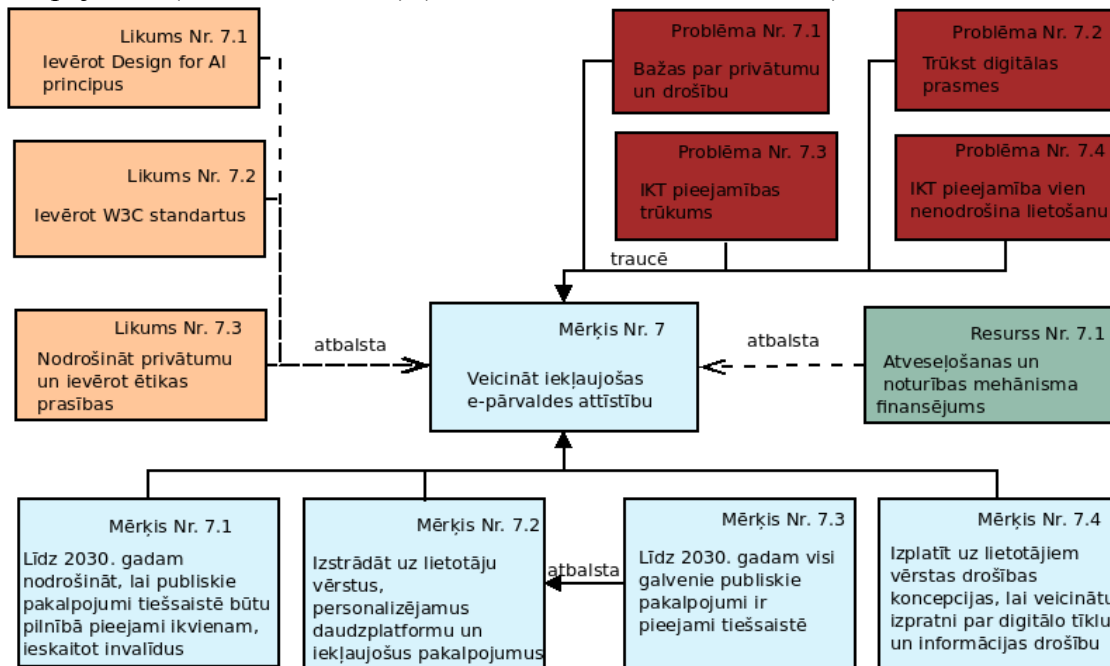 Likums Nr. 7.1
Ievērot Design for AI
principus
Problēma Nr. 7.1
Bažas par privātumu
un drošību
Problēma Nr. 7.2
Trūkst digitālas
prasmes
Likums Nr. 7.2
Ievērot W3C standartus
Problēma Nr. 7.3
IKT pieejamības
trūkums
Problēma Nr. 7.4
IKT pieejamība vien
nenodrošina lietošanu
traucē
Likums Nr. 7.3
Nodrošināt privātumu
un ievērot ētikas
prasības
atbalsta
Mērķis Nr. 7
Veicināt iekļaujošas
e-pārvaldes attīstību
atbalsta
Resurss Nr. 7.1
Atveseļošanas un
noturības mehānisma
finansējums
Mērķis Nr. 7.1
Līdz 2030. gadam
nodrošināt, lai publiskie
pakalpojumi tiešsaistē būtu
pilnībā pieejami ikvienam,
ieskaitot invalīdus
Mērķis Nr. 7.2
Izstrādāt uz lietotāju
vērstus,
personalizējamus
daudzplatformu un
iekļaujošus pakalpojumus
atbalsta
Mērķis Nr. 7.3
Līdz 2030. gadam visi
galvenie publiskie
pakalpojumi ir
pieejami tiešsaistē
Mērķis Nr. 7.4
Izplatīt uz lietotājiem
vērstas drošības
koncepcijas, lai veicinātu
izpratni par digitālo tīklu
un informācijas drošību